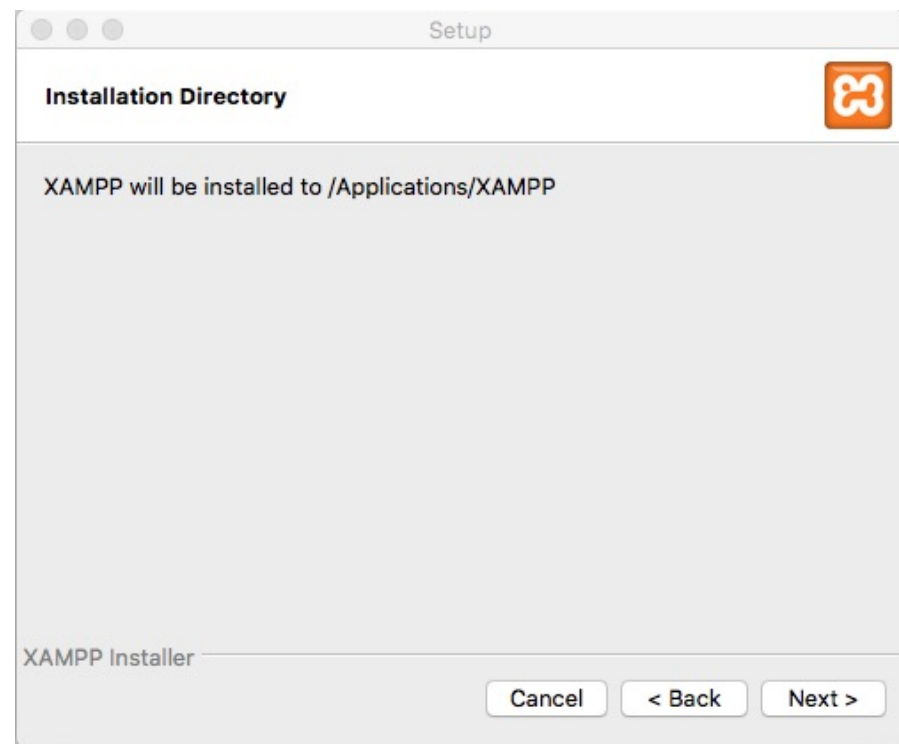 Setup
Installation Directory
XAMPP will be installed to /Applications/XAMPP
XAMPP Installer
Cancel
< Back
Next >